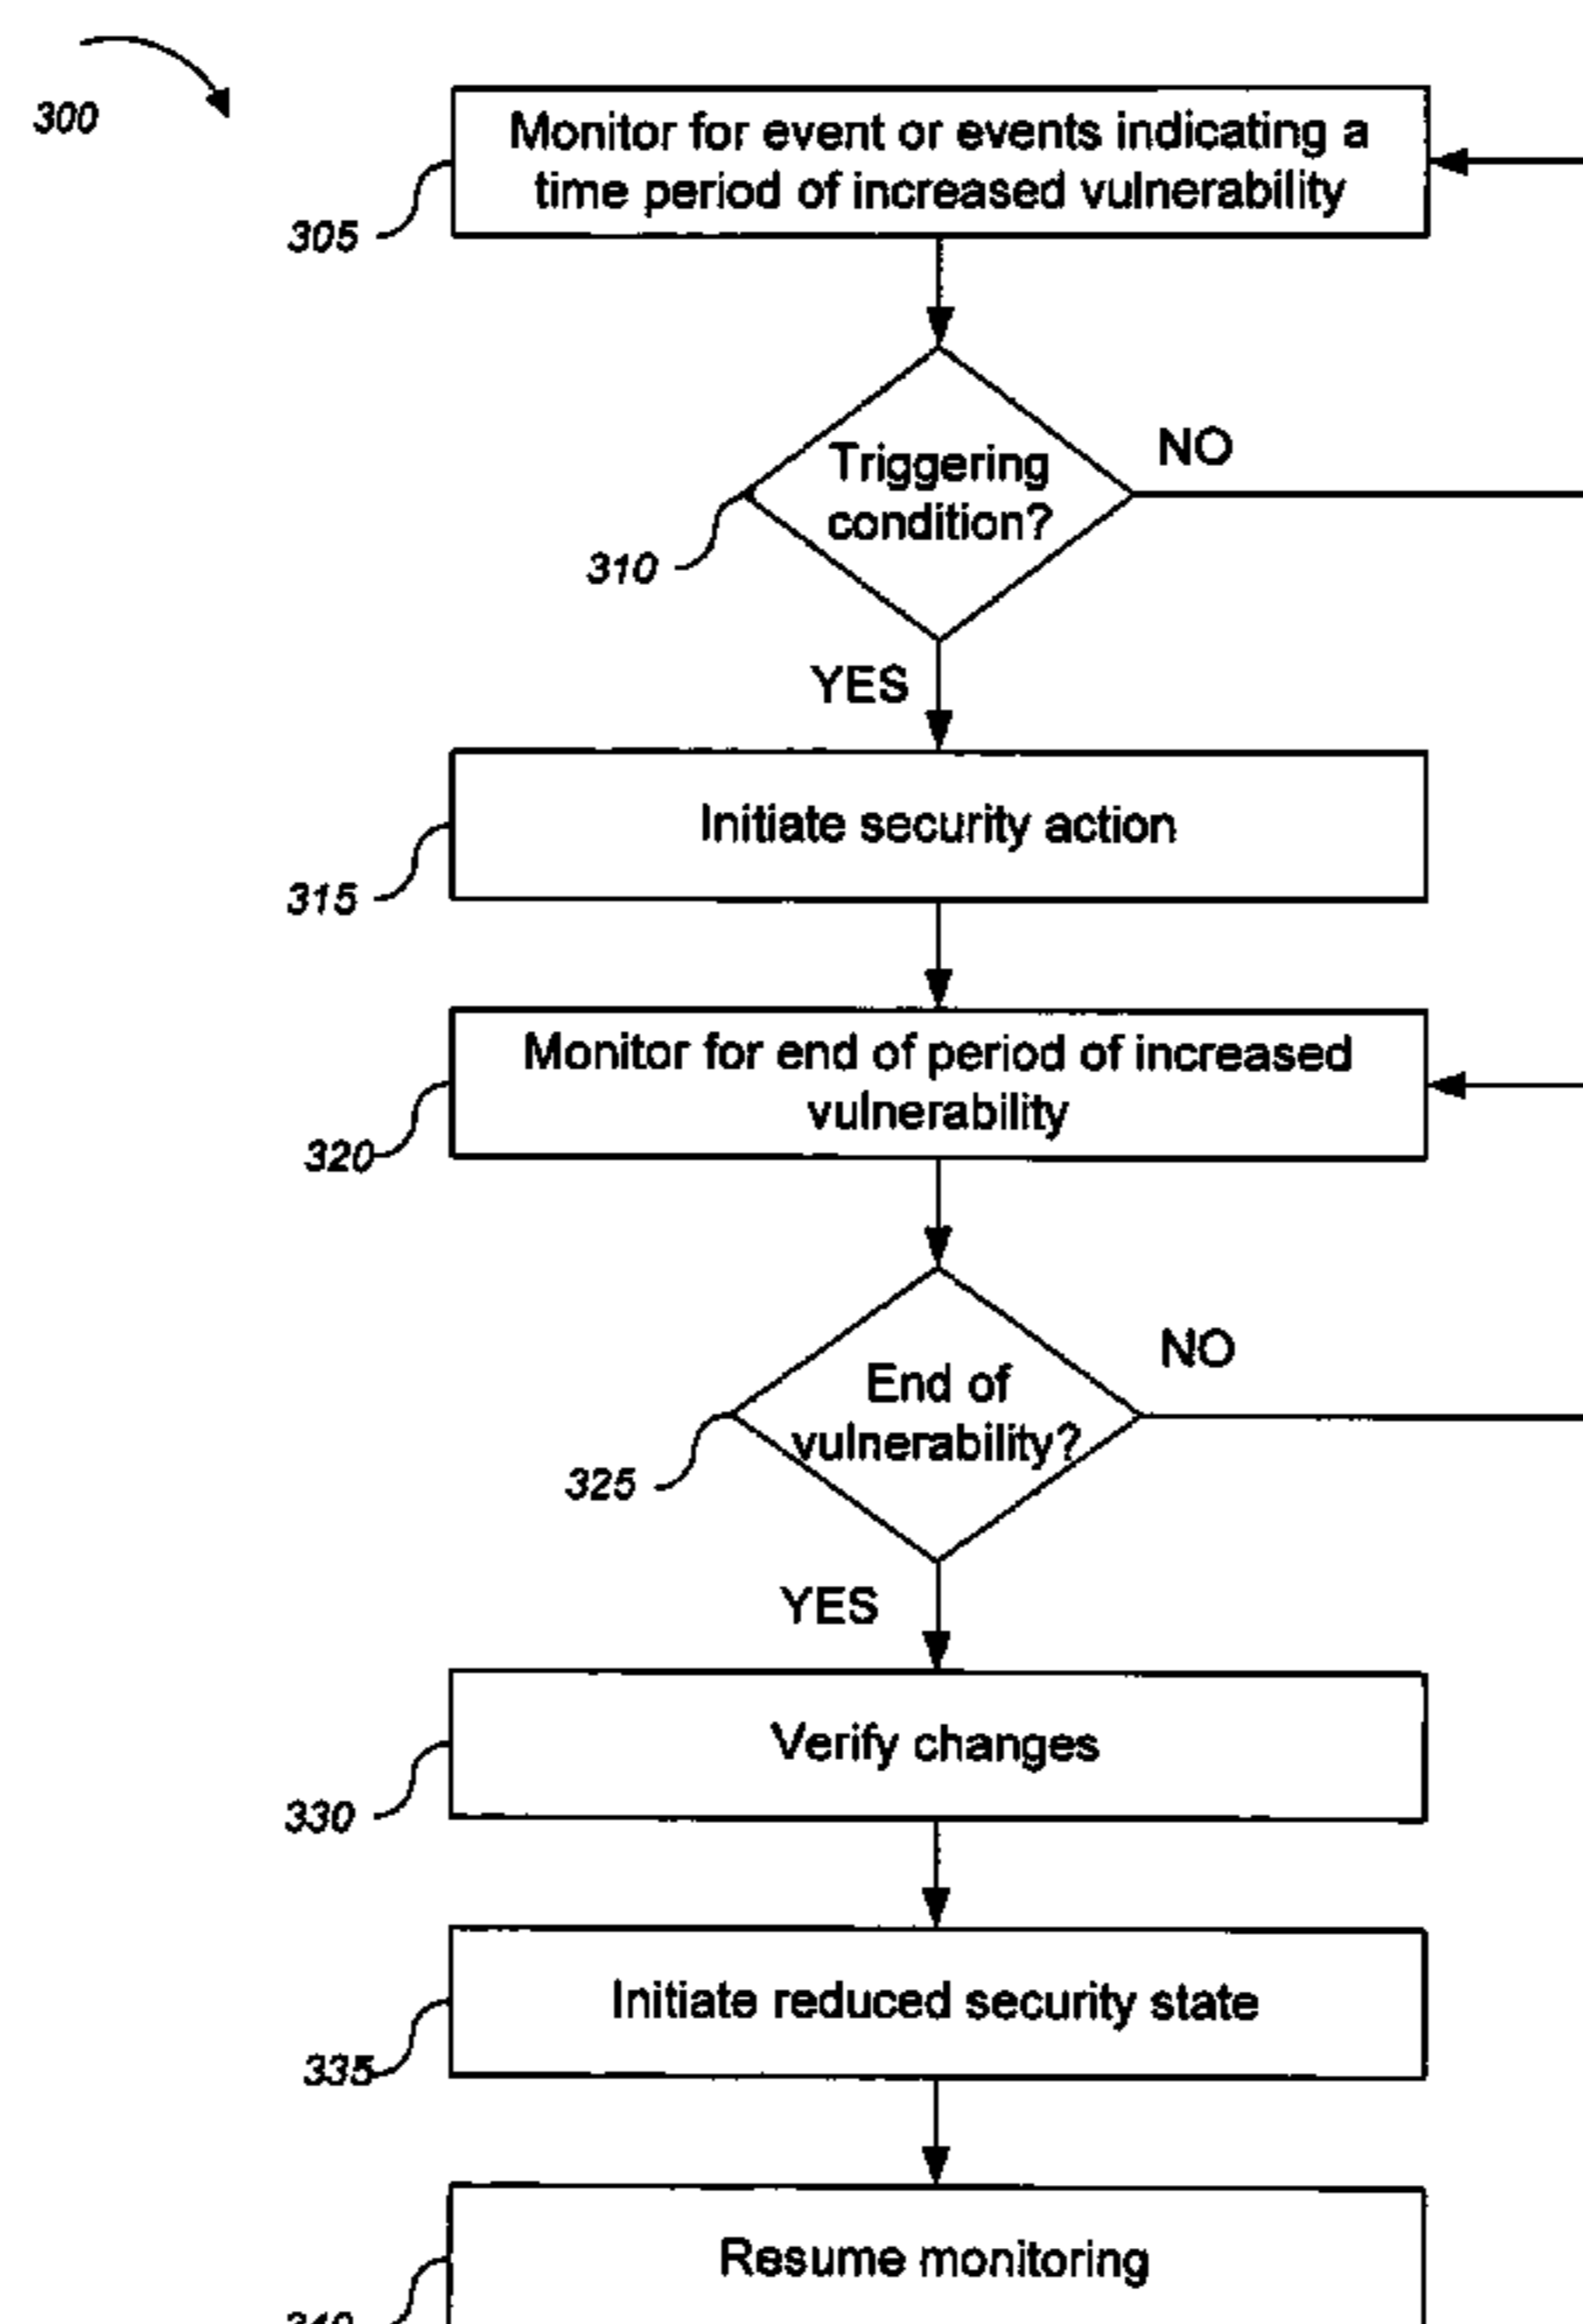 300
Monitor for event or events indicating a
time period of increased vulnerability
305
Triggering
condition?
NO
310
YES
Initiate security action
315
Monitor for end of period of increased
vulnerability
320
End of
vulnerability?
NO
325
YES
Verify changes
330
Initiate reduced security state
335
Resume monitoring